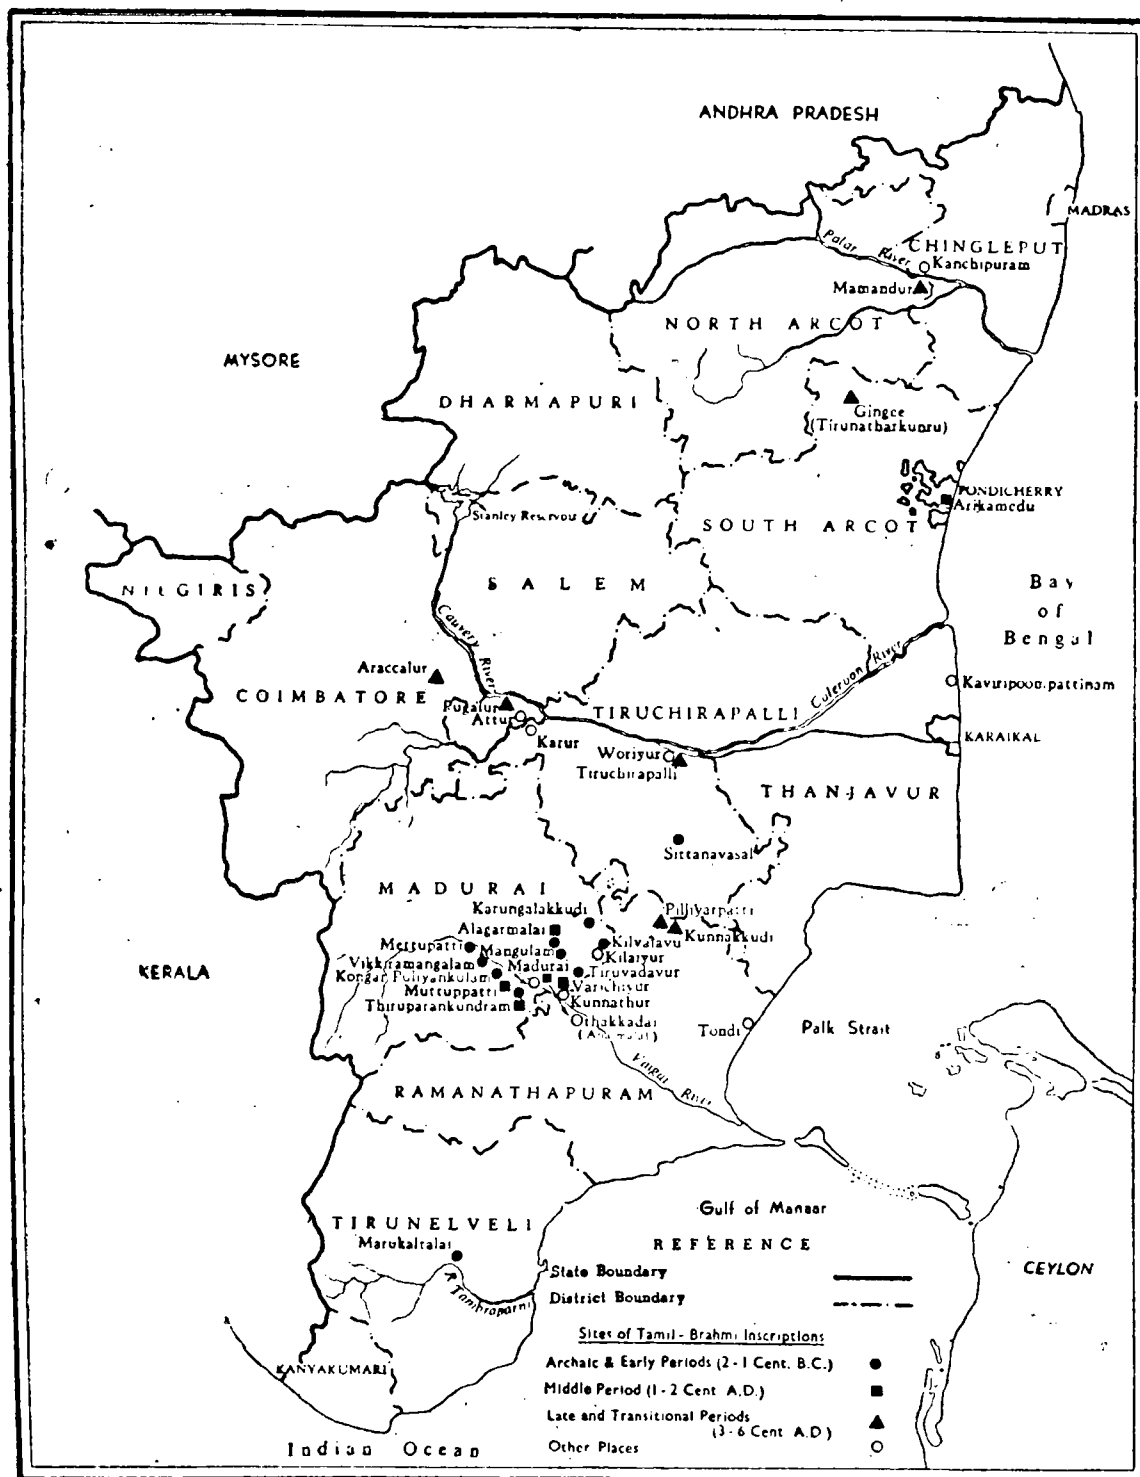 ANDHRA PRADESH
MADRAS
Palar River
CHINGLEPUT
Kanchipuram
Mamandur
NORTH ARCOT
MYSORE
DHARMAPURI
Gingee
(Tirunatharkunru)
PONDICHERRY
Arikamedu
Stanley Reservoir
SOUTH ARCOT
NILGIRIS
SALEM
Bay
of
Bengal
Cauvery River
Coleroon River
Araccalur
COIMBATORE
Kaviripoompattinam
Pugalur
Attur
TIRUCHIRAPALLI
Karur
KARAIKAL
Woriyur
Tiruchirapalli
THANJAVUR
Sittanavasal
MADURAI
Karungalakkudi
Pilliyarpatti
Alagarmalai
Kunnakkudi
Mettupatti
Mangulam
Kilvalavu
Kilaiyur
KERALA
Vikkiramangalam
Madurai
Tiruvadavur
Kongar Puliyankulam
Varichiyur
Muttuppatti
Kunnathur
Thiruparankundram
Othakkadai
Tondi
Palk Strait
Vaigai River
RAMANATHAPURAM
Gulf of Manaar
TIRUNELVELI
REFERENCE
Marukaltalai
State Boundary
CEYLON
R. Tambraparni
District Boundary
Sites of Tamil - Brahmi Inscriptions
Archaic & Early Periods (2 - 1 Cent. B.C.)
KANYAKUMARI
Middle Period (1 - 2 Cent A.D.)
Late and Transitional Periods
(3 - 6 Cent A.D)
Other Places
Indian Ocean